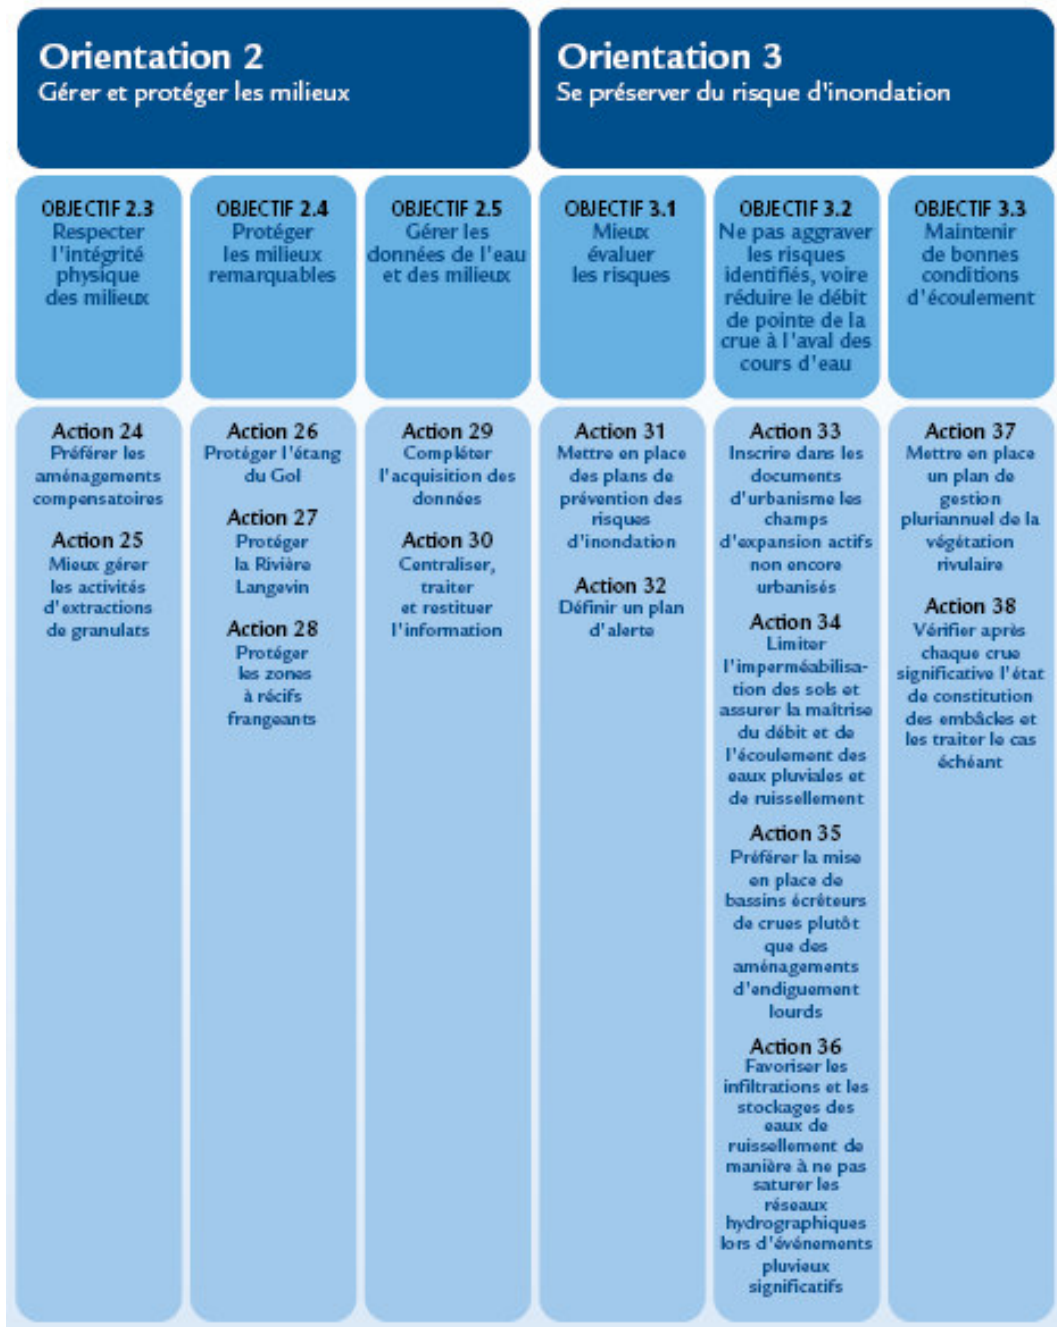 Orientation 2
Gérer et protéger les milieux
Orientation 3
Se préserver du risque d'inondation
OBJECTIF 2.3
Respecter
l'intégrité
physique
des milieux
OBJECTIF 2.4
Protéger
les milieux
remarquables
OBJECTIF 2.5
Gérer les
données de l'eau
et des milieux
OBJECTIF 3.1
Mieux
évaluer
les risques
OBJECTIF 3.2
Ne pas aggraver
les risques
identifiés, voire
réduire le débit
de pointe de la
crue à l'aval des
cours d'eau
OBJECTIF 3.3
Maintenir
de bonnes
conditions
d'écoulement
Action 24
Préférer les
aménagements
compensatoires
Action 25
Mieux gérer
les activités
d'extractions
de granulats
Action 26
Protéger l'étang
du Gol
Action 27
Protéger
la Rivière
Langevin
Action 28
Protéger
les zones
à récifs
frangeants
Action 29
Compléter
l'acquisition des
données
Action 30
Centraliser,
traiter
et restituer
l'information
Action 31
Mettre en place
des plans de
prévention des
risques
d'inondation
Action 32
Définir un plan
d'alerte
Action 33
Inscrire dans les
documents
d'urbanisme les
champs
d'expansion actifs
non encore
urbanisés
Action 34
Limiter
l'imperméabilisa-
tion des sols et
assurer la maîtrise
du débit et de
l'écoulement des
eaux pluviales et
de ruissellement
Action 35
Préférer la mise
en place de
bassins écrêteurs
de crues plutôt
que des
aménagements
d'endiguement
lourds
Action 36
Favoriser les
infiltrations et les
stockages des
eaux de
ruissellement de
manière à ne pas
saturer les
réseaux
hydrographiques
lors d'événements
pluvieux
significatifs
Action 37
Mettre en place
un plan de
gestion
pluriannuel de la
végétation
rivulaire
Action 38
Vérifier après
chaque crue
significative l'état
de constitution
des embâcles et
les traiter le cas
échéant